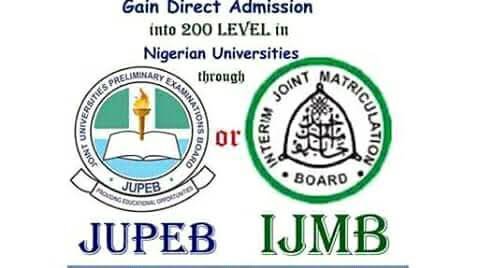 Gain Direct Admission
into 200 LEVEL in
Nigerian Universities
through
JOINT UNIVERSITIES PRELIMINARY EXAMINATIONS BOARD
JUPEB
PROVIDING EDUCATIONAL OPPORTUNITIES
or
INTERIM JOINT MATRICULATION
BOARD
JUPEB
IJMB